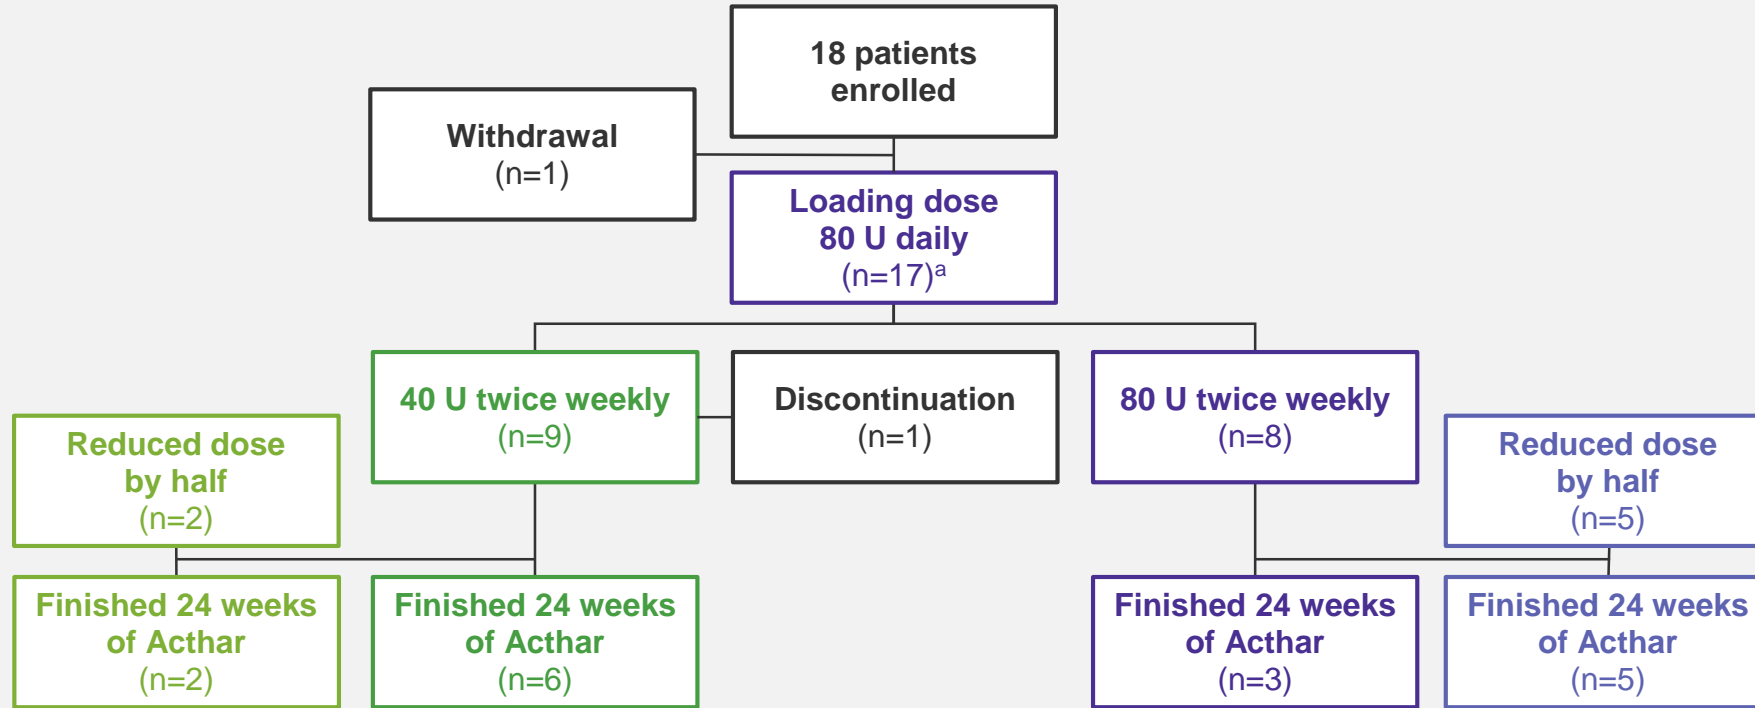 18 patients
enrolled
Withdrawal
(n=1)
Loading dose
80 U daily
(n=17)ᵃ
40 U twice weekly
(n=9)
Discontinuation
(n=1)
80 U twice weekly
(n=8)
Reduced dose
by half
(n=2)
Reduced dose
by half
(n=5)
Finished 24 weeks
of Acthar
(n=2)
Finished 24 weeks
of Acthar
(n=6)
Finished 24 weeks
of Acthar
(n=3)
Finished 24 weeks
of Acthar
(n=5)